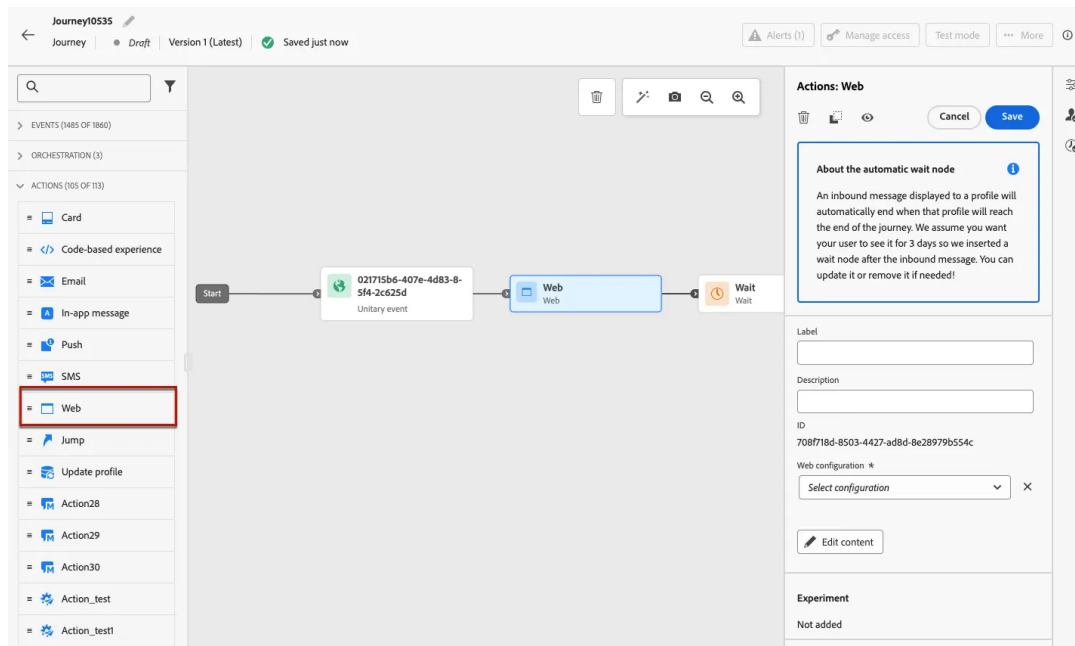 Journey10535
Journey
Draft
Version 1 (Latest)
Saved just now
Alerts (1)
Manage access
Test mode
More
EVENTS (1485 OF 1860)
ORCHESTRATION (3)
ACTIONS (105 OF 113)
Card
Code-based experience
Email
In-app message
Push
SMS
SMS
Web
Jump
Update profile
Action28
Action29
Action30
Action_test
Action_test1
Start
021715b6-407e-4d83-8-
5f4-2c625d
Unitary event
Web
Web
Wait
Wait
Actions: Web
Cancel
Save
About the automatic wait node
An inbound message displayed to a profile will
automatically end when that profile will reach
the end of the journey. We assume you want
your user to see it for 3 days so we inserted a
wait node after the inbound message. You can
update it or remove it if needed!
Label
Description
ID
708f718d-8503-4427-ad8d-8e28979b554c
Web configuration *
Select configuration
Edit content
Experiment
Not added